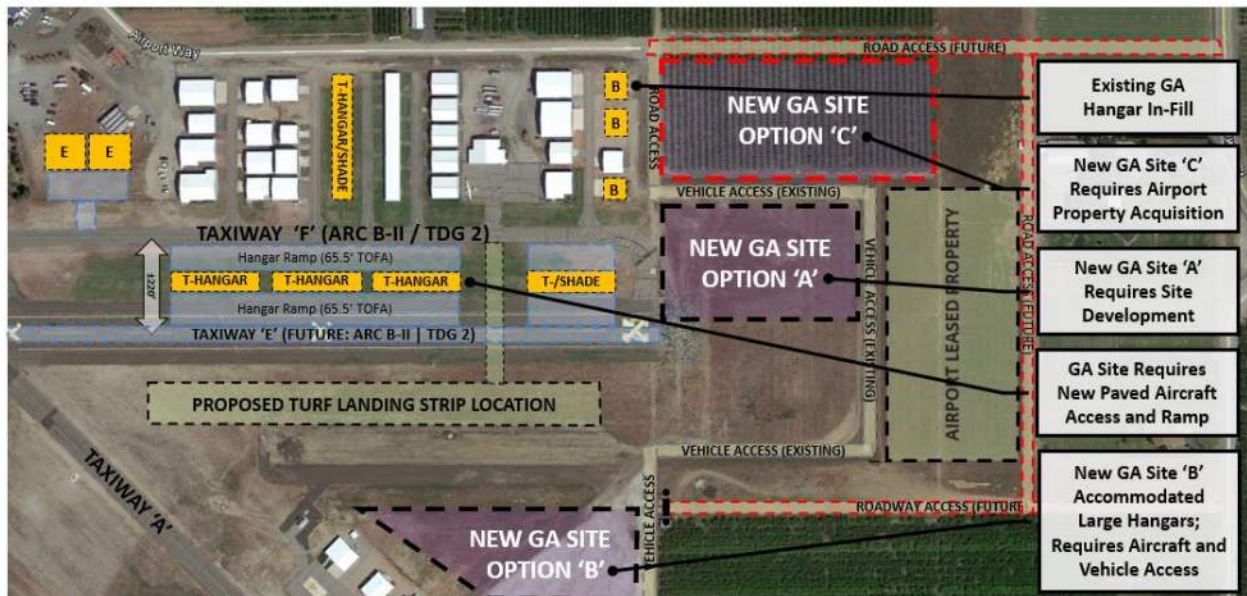 Airport Way
ROAD ACCESS (FUTURE)
E
E
T-HANGAR/SHADE
B
B
B
ROAD ACCESS
NEW GA SITE
OPTION 'C'
Existing GA
Hangar In-Fill
New GA Site 'C'
Requires Airport
Property Acquisition
VEHICLE ACCESS (EXISTING)
TAXIWAY 'F' (ARC B-II / TDG 2)
Hangar Ramp (65.5' TOFA)
T-HANGAR
T-HANGAR
T-HANGAR
T-/SHADE
Hangar Ramp (65.5' TOFA)
TAXIWAY 'E' (FUTURE: ARC B-II | TDG 2)
NEW GA SITE
OPTION 'A'
VEHICLE ACCESS (EXISTING)
AIRPORT LEASED PROPERTY
ROAD ACCESS (FUTURE)
New GA Site 'A'
Requires Site
Development
GA Site Requires
New Paved Aircraft
Access and Ramp
PROPOSED TURF LANDING STRIP LOCATION
VEHICLE ACCESS (EXISTING)
TAXIWAY 'A'
VEHICLE ACCESS
ROADWAY ACCESS (FUTURE
NEW GA SITE
OPTION 'B'
New GA Site 'B'
Accommodated
Large Hangars;
Requires Aircraft and
Vehicle Access